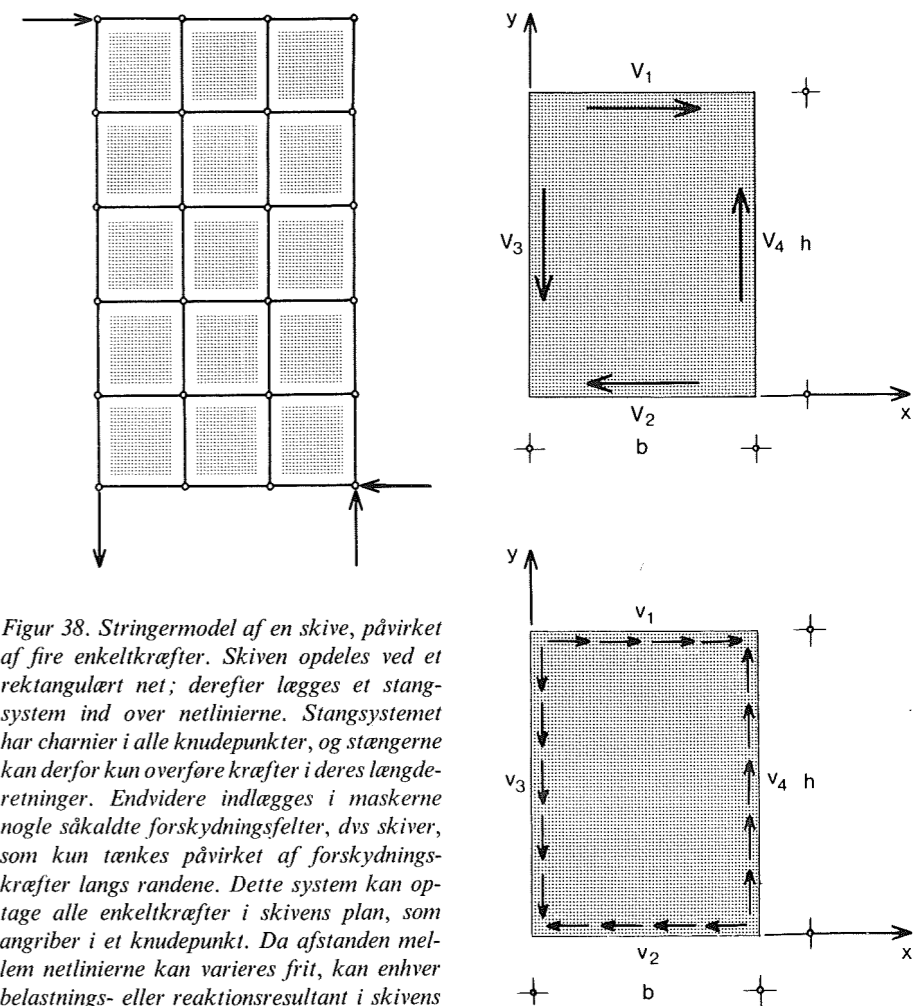 y
V1
V3
V4 h
V2
x
b
Figur 38. Stringermodel af en skive, påvirket
af fire enkeltkræfter. Skiven opdeles ved et
rektangulært net; derefter lægges et stang-
system ind over netlinierne. Stangsystemet
har charnier i alle knudepunkter, og stængerne
kan derfor kun overføre kræfter i deres længde-
retninger. Endvidere indlægges i maskerne
nogle såkaldte forskydningsfelter, dvs skiver,
som kun tænkes påvirket af forskydnings-
kræfter langs randene. Dette system kan op-
tage alle enkeltkræfter i skivens plan, som
angriber i et knudepunkt. Da afstanden mel-
lem netlinierne kan varieres frit, kan enhver
belastnings- eller reaktionsresultant i skivens
y
v1
v3
v4 h
v2
x
b